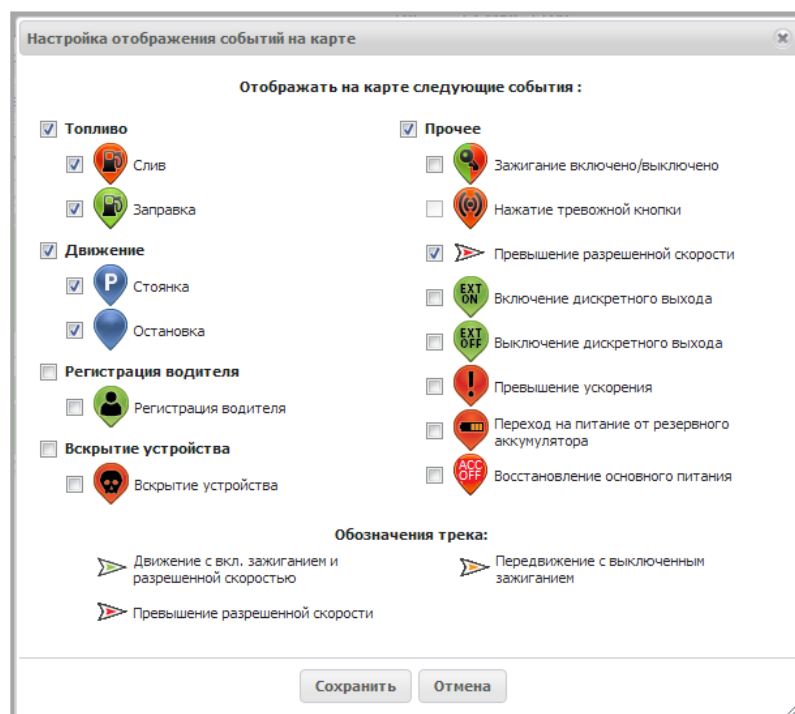 Настройка отображения событий на карте
Отображать на карте следующие события :
Топливо
Слив
Заправка
Движение
P
Стоянка
Остановка
Регистрация водителя
Регистрация водителя
Вскрытие устройства
Вскрытие устройства
Прочее
Зажигание включено/выключено
Нажатие тревожной кнопки
Превышение разрешенной скорости
EXT
ON
Включение дискретного выхода
EXT
OFF
Выключение дискретного выхода
!
Превышение ускорения
Переход на питание от резервного
аккумулятора
ACC
OFF
Восстановление основного питания
Обозначения трека:
Движение с вкл. зажиганием и
разрешенной скоростью
Передвижение с выключенным
зажиганием
Превышение разрешенной скорости
Сохранить
Отмена